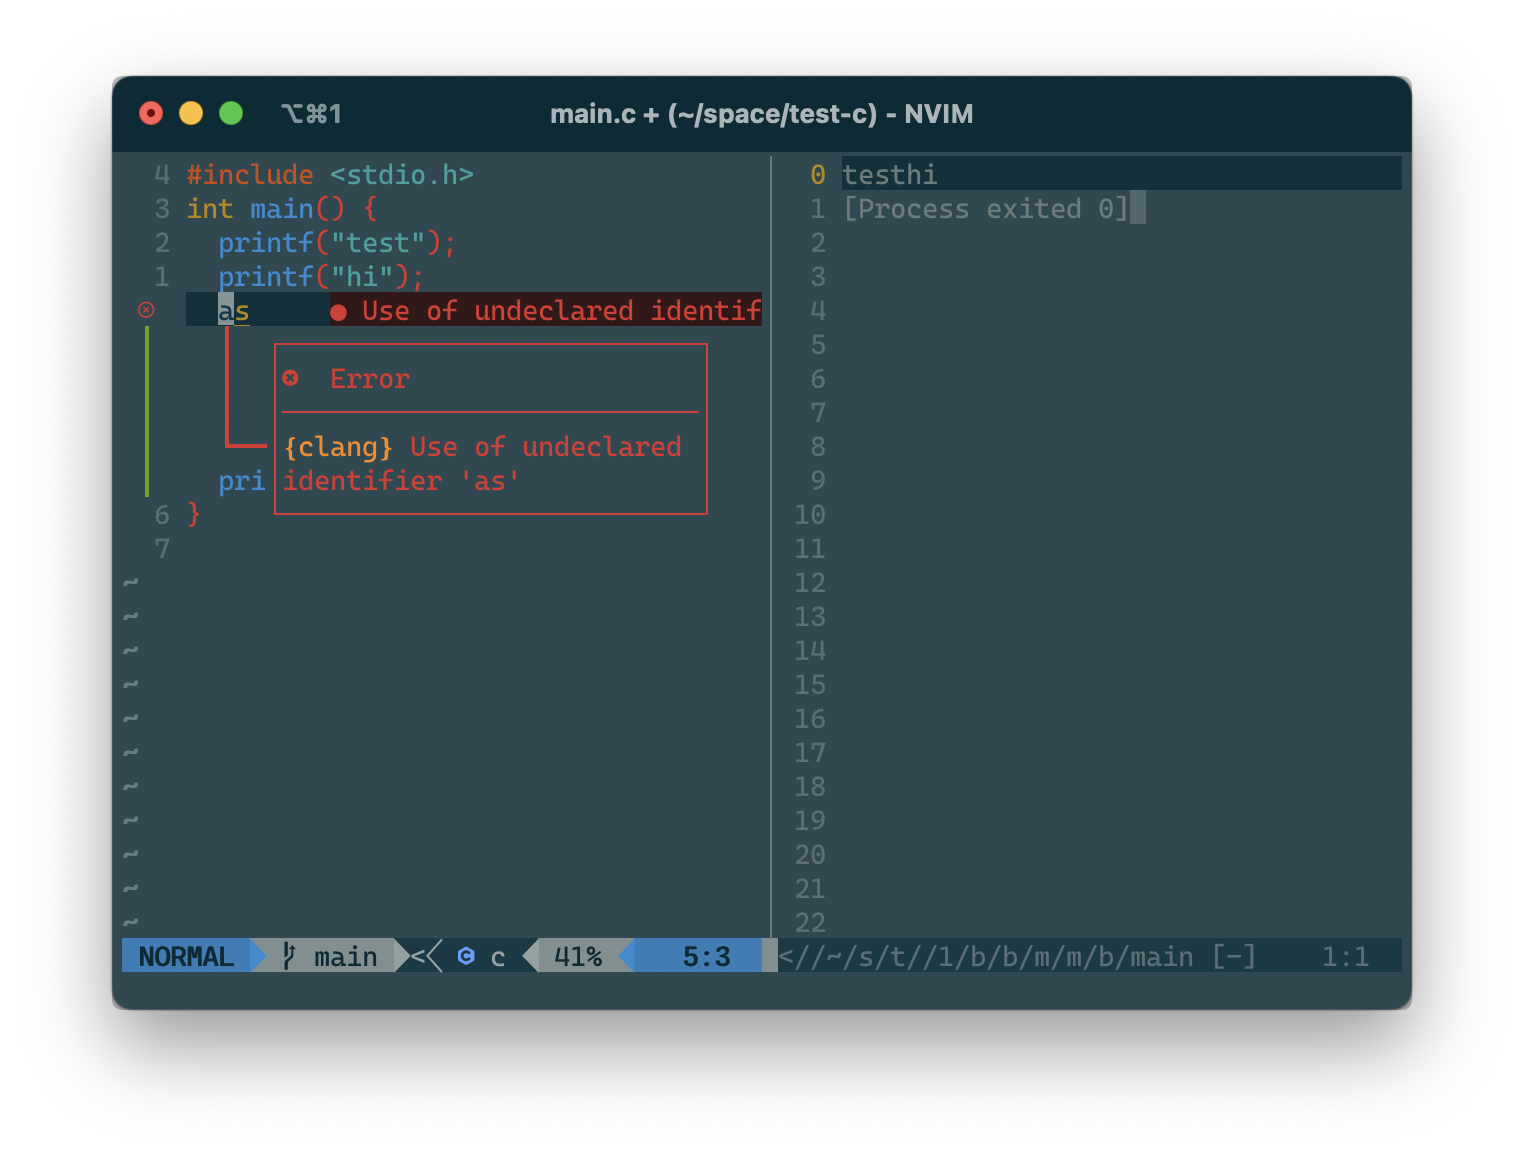 ⌥⌘1 main.c + (~/space/test-c) - NVIM
4 #include <stdio.h>
3 int main() {
2   printf("test");
1   printf("hi");
as ● Use of undeclared identif
Error
{clang} Use of undeclared
pri identifier 'as'
6 }
7
~
~
~
~
~
~
~
~
~
~
~
0 testhi
1 [Process exited 0]
2
3
4
5
6
7
8
9
10
11
12
13
14
15
16
17
18
19
20
21
22
NORMAL main << c 41% 5:3 <//~/s/t//1/b/b/m/m/b/main [-] 1:1